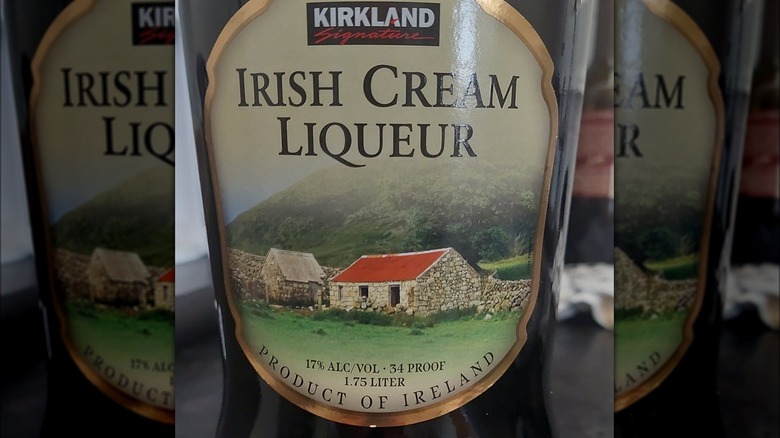 KIRKLAND
Signature
IRISH CREAM
LIQUEUR
17% ALC/VOL · 34 PROOF
1.75 LITER
PRODUCT OF IRELAND